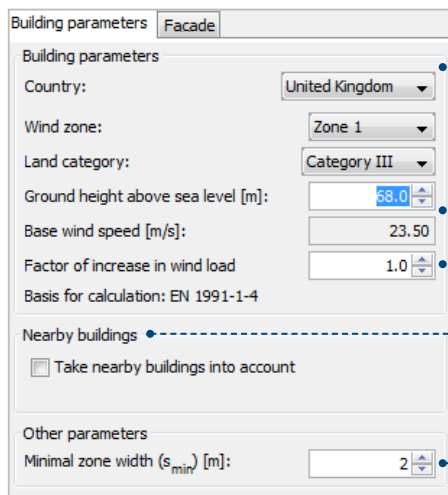 Building parameters Facade
Building parameters
Country: United Kingdom
Wind zone: Zone 1
Land category: Category III
Ground height above sea level [m]: 68.0
Base wind speed [m/s]: 23.50
Factor of increase in wind load 1.0
Basis for calculation: EN 1991-1-4
Nearby buildings
Take nearby buildings into account
Other parameters
Minimal zone width (smin) [m]: 2